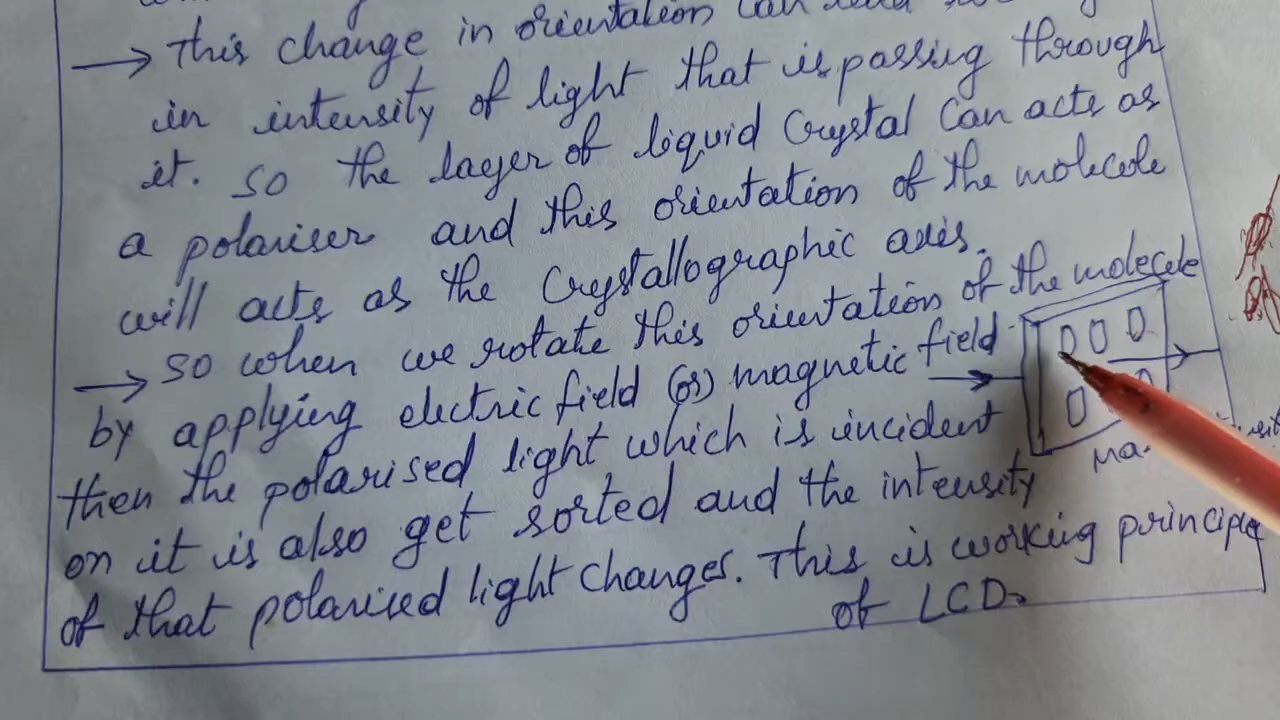 → This change in orientation can lead
in intensity of light that is passing through
it. so the layer of liquid Crystal Can acts as
a polariser and this orientation of the molecule
will acts as the Crystallographic axis.
→ so when we rotate this orientation of the molecule
by applying electric field (or) magnetic field
then the polarised light which is incident
on it is also get sorted and the intensity
of that polarised light Changes. This is working principle
of LCD.